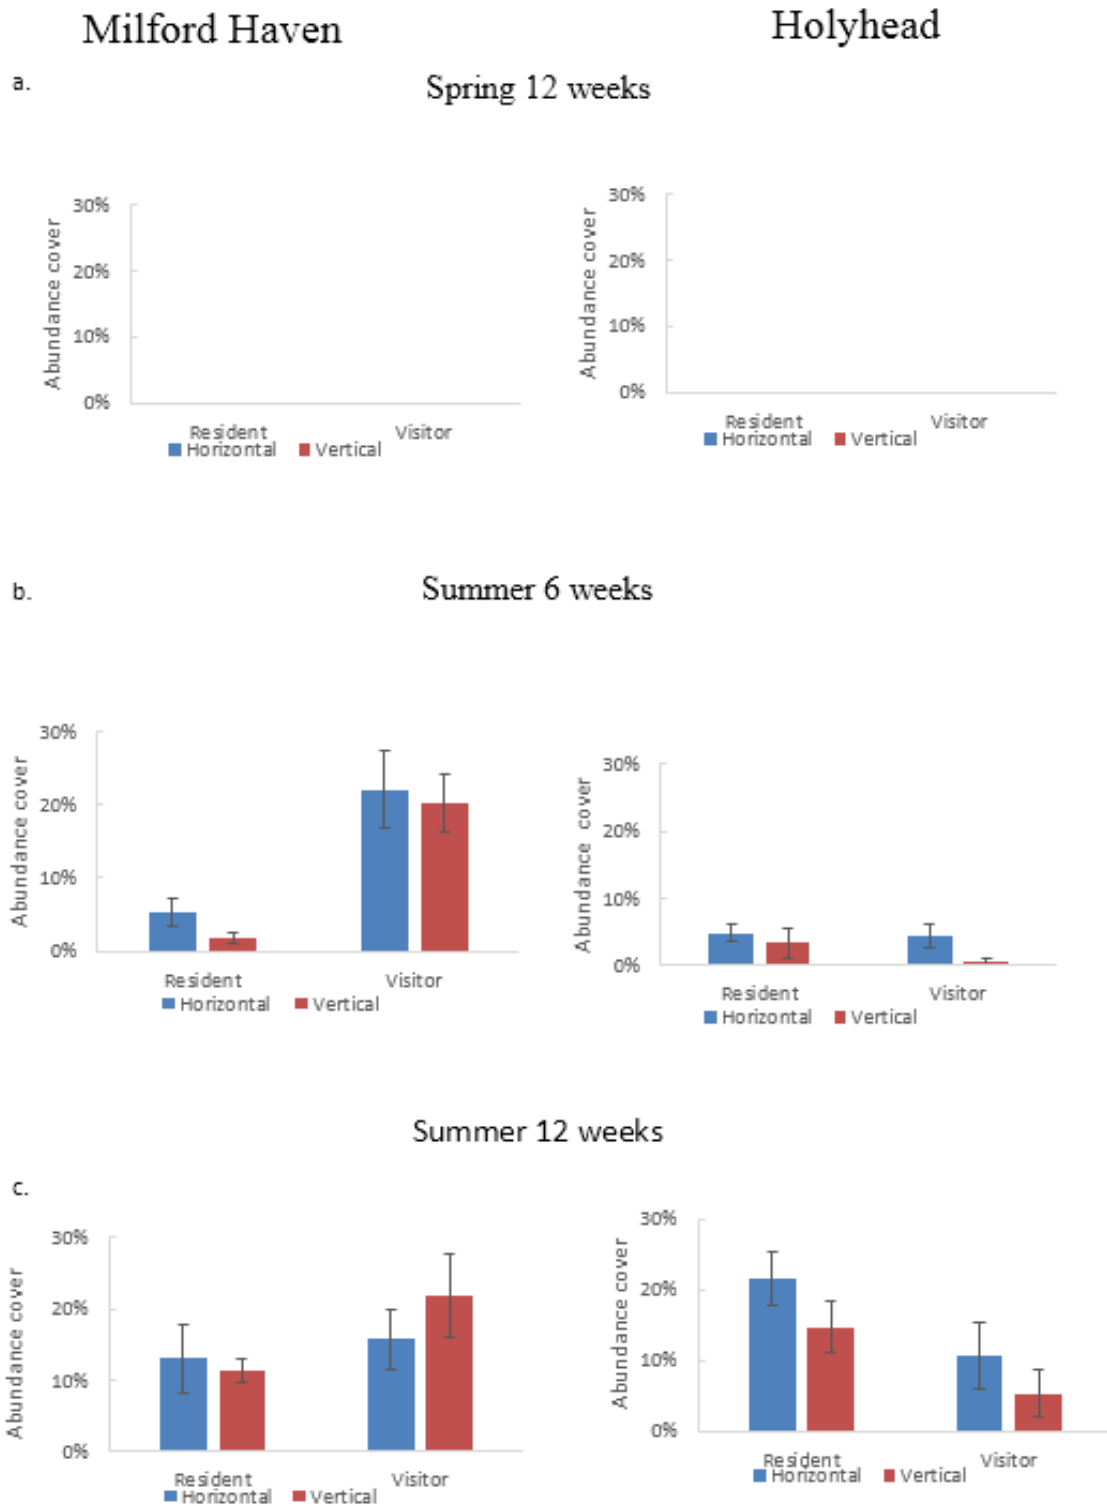 Milford Haven
Holyhead
a.
Spring 12 weeks
Abundance cover
30%
20%
10%
0%
Resident
Visitor
Horizontal
Vertical
Abundance cover
30%
20%
10%
0%
Resident
Visitor
Horizontal
Vertical
b.
Summer 6 weeks
Abundance cover
30%
20%
10%
0%
Resident
Visitor
Horizontal
Vertical
Abundance cover
30%
20%
10%
0%
Resident
Visitor
Horizontal
Vertical
Summer 12 weeks
c.
Abundance cover
30%
20%
10%
0%
Resident
Visitor
Horizontal
Vertical
Abundance cover
30%
20%
10%
0%
Resident
Visitor
Horizontal
Vertical